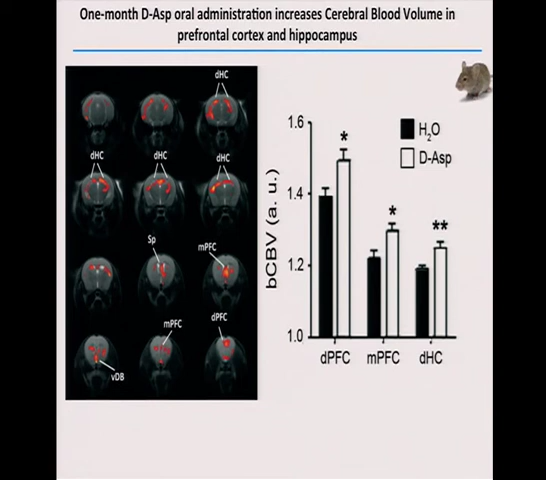 One-month D-Asp oral administration increases Cerebral Blood Volume in
prefrontal cortex and hippocampus
dHC
dHC
dHC
dHC
Sp
mPFC
mPFC
dPFC
vDB
bCBV (a. u.)
1.6
1.4
1.2
1.0
H₂O
D-Asp
*
*
**
dPFC
mPFC
dHC